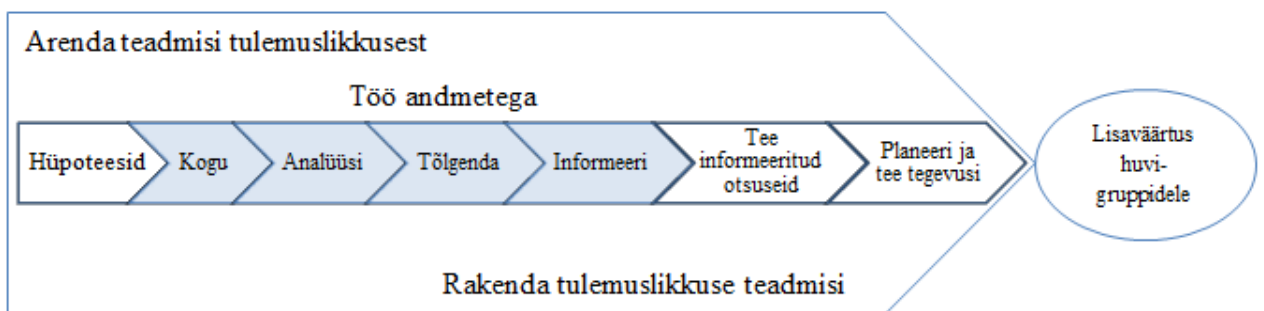 Arenda teadmisi tulemuslikkusest
Töö andmetega
Hüpoteesid
Kogu
Analüüsi
Tõlgenda
Informeeri
Tee
informeeritud
otsuseid
Planeeri ja
tee tegevusi
Lisaväärtus
huvi-
gruppidele
Rakenda tulemuslikkuse teadmisi